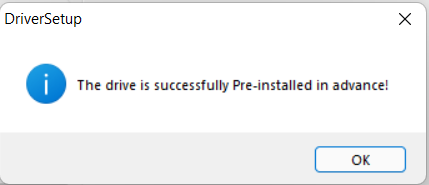 DriverSetup
The drive is successfully Pre-installed in advance!
OK